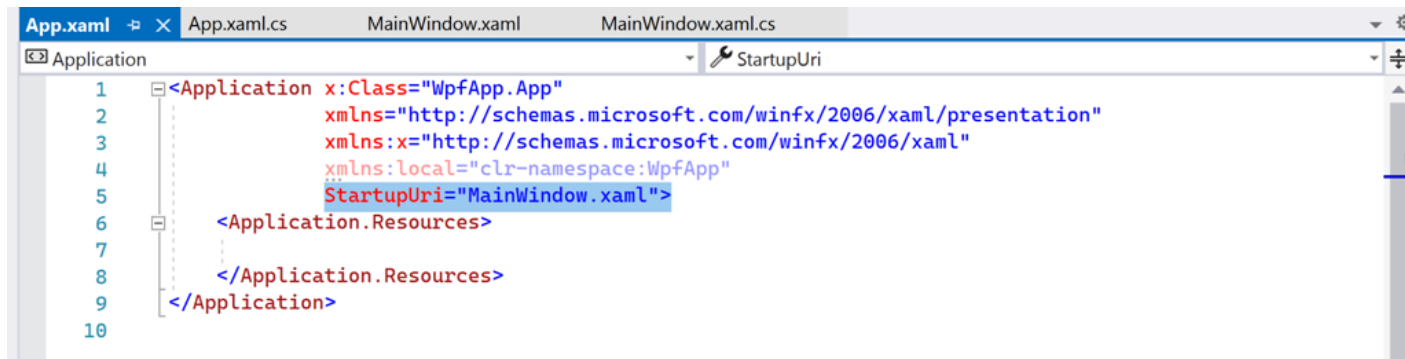 App.xaml App.xaml.cs MainWindow.xaml MainWindow.xaml.cs
Application StartupUri
1 <Application x:Class="WpfApp.App"
2 xmlns="http://schemas.microsoft.com/winfx/2006/xaml/presentation"
3 xmlns:x="http://schemas.microsoft.com/winfx/2006/xaml"
4 xmlns:local="clr-namespace:WpfApp"
5 StartupUri="MainWindow.xaml">
6 <Application.Resources>
7
8 </Application.Resources>
9 </Application>
10